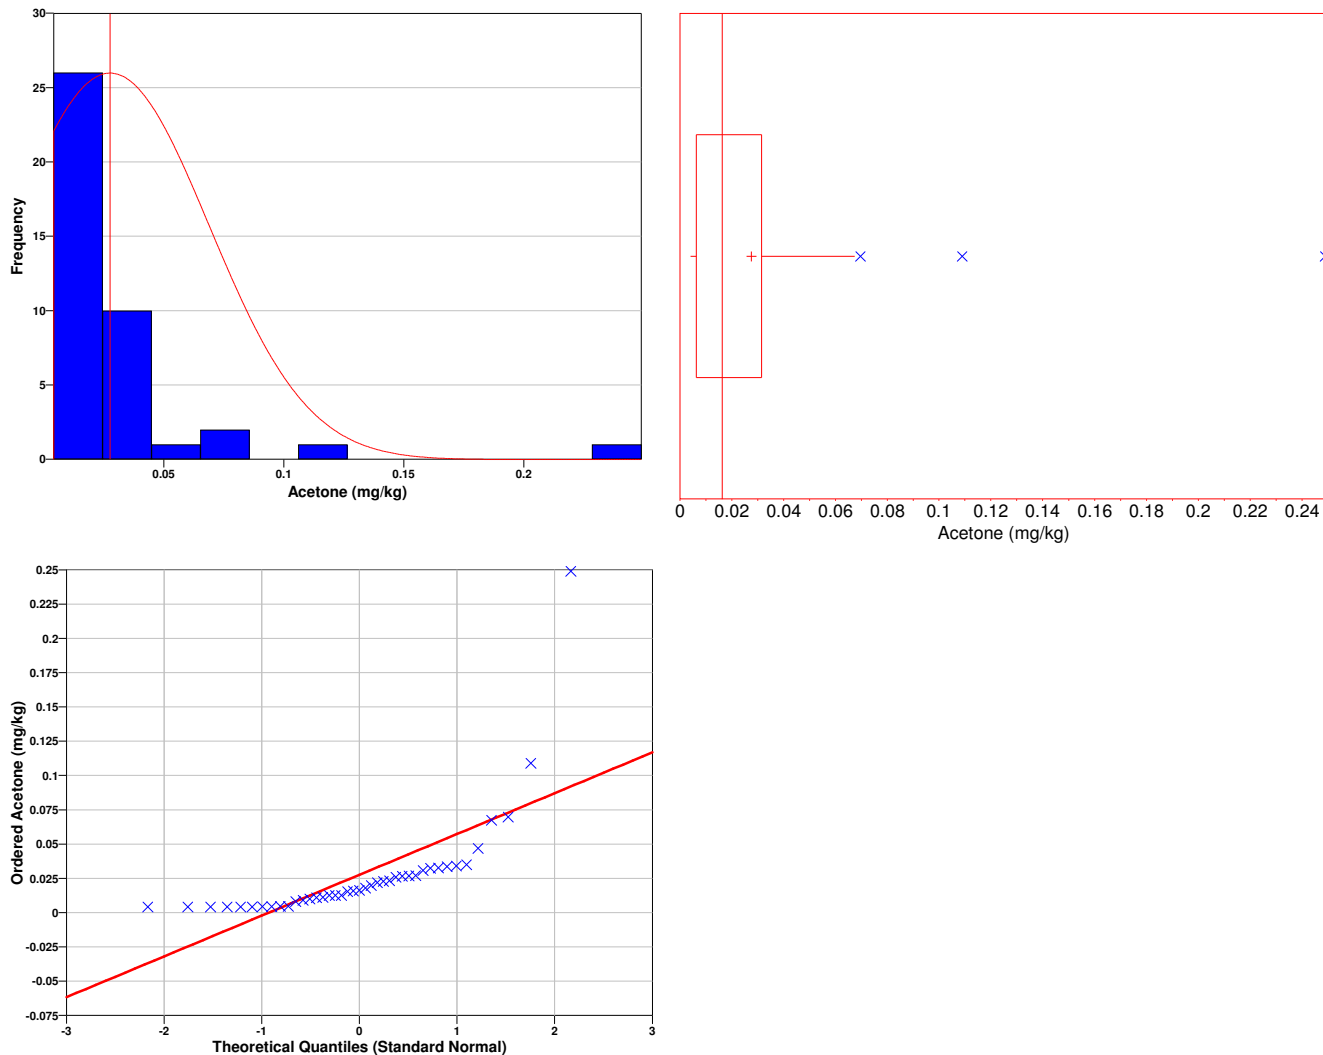 30
25
20
15
10
5
0
Frequency
0.05 0.1 0.15 0.2
Acetone (mg/kg)
0 0.02 0.04 0.06 0.08 0.1 0.12 0.14 0.16 0.18 0.2 0.22 0.24
Acetone (mg/kg)
0.25
0.225
0.2
0.175
0.15
0.125
0.1
0.075
0.05
0.025
0
-0.025
-0.05
-0.075
Ordered Acetone (mg/kg)
-3 -2 -1 0 1 2 3
Theoretical Quantiles (Standard Normal)